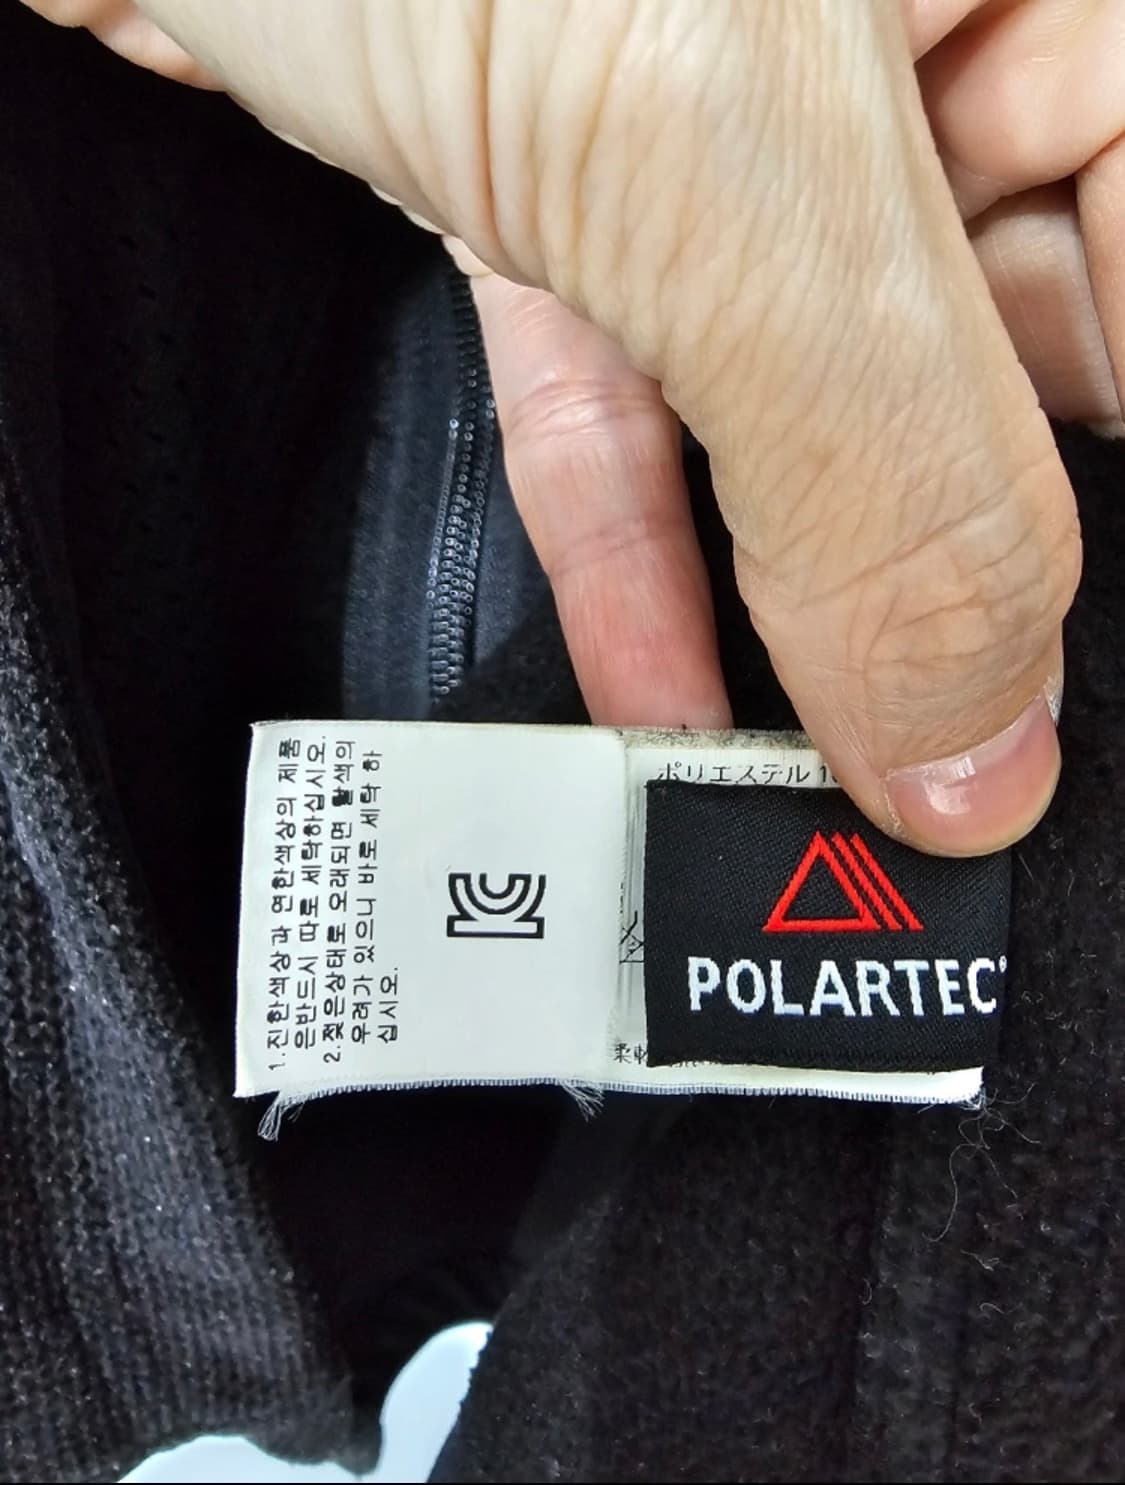 1. 진한색상과 연한색상의 제품
은반드시 따로 세탁하십시오.
2. 젖은상태로 오래되면 탈색의
우려가 있으니 바로 세탁 하
십시오.
ポリエステル
POLARTEC®